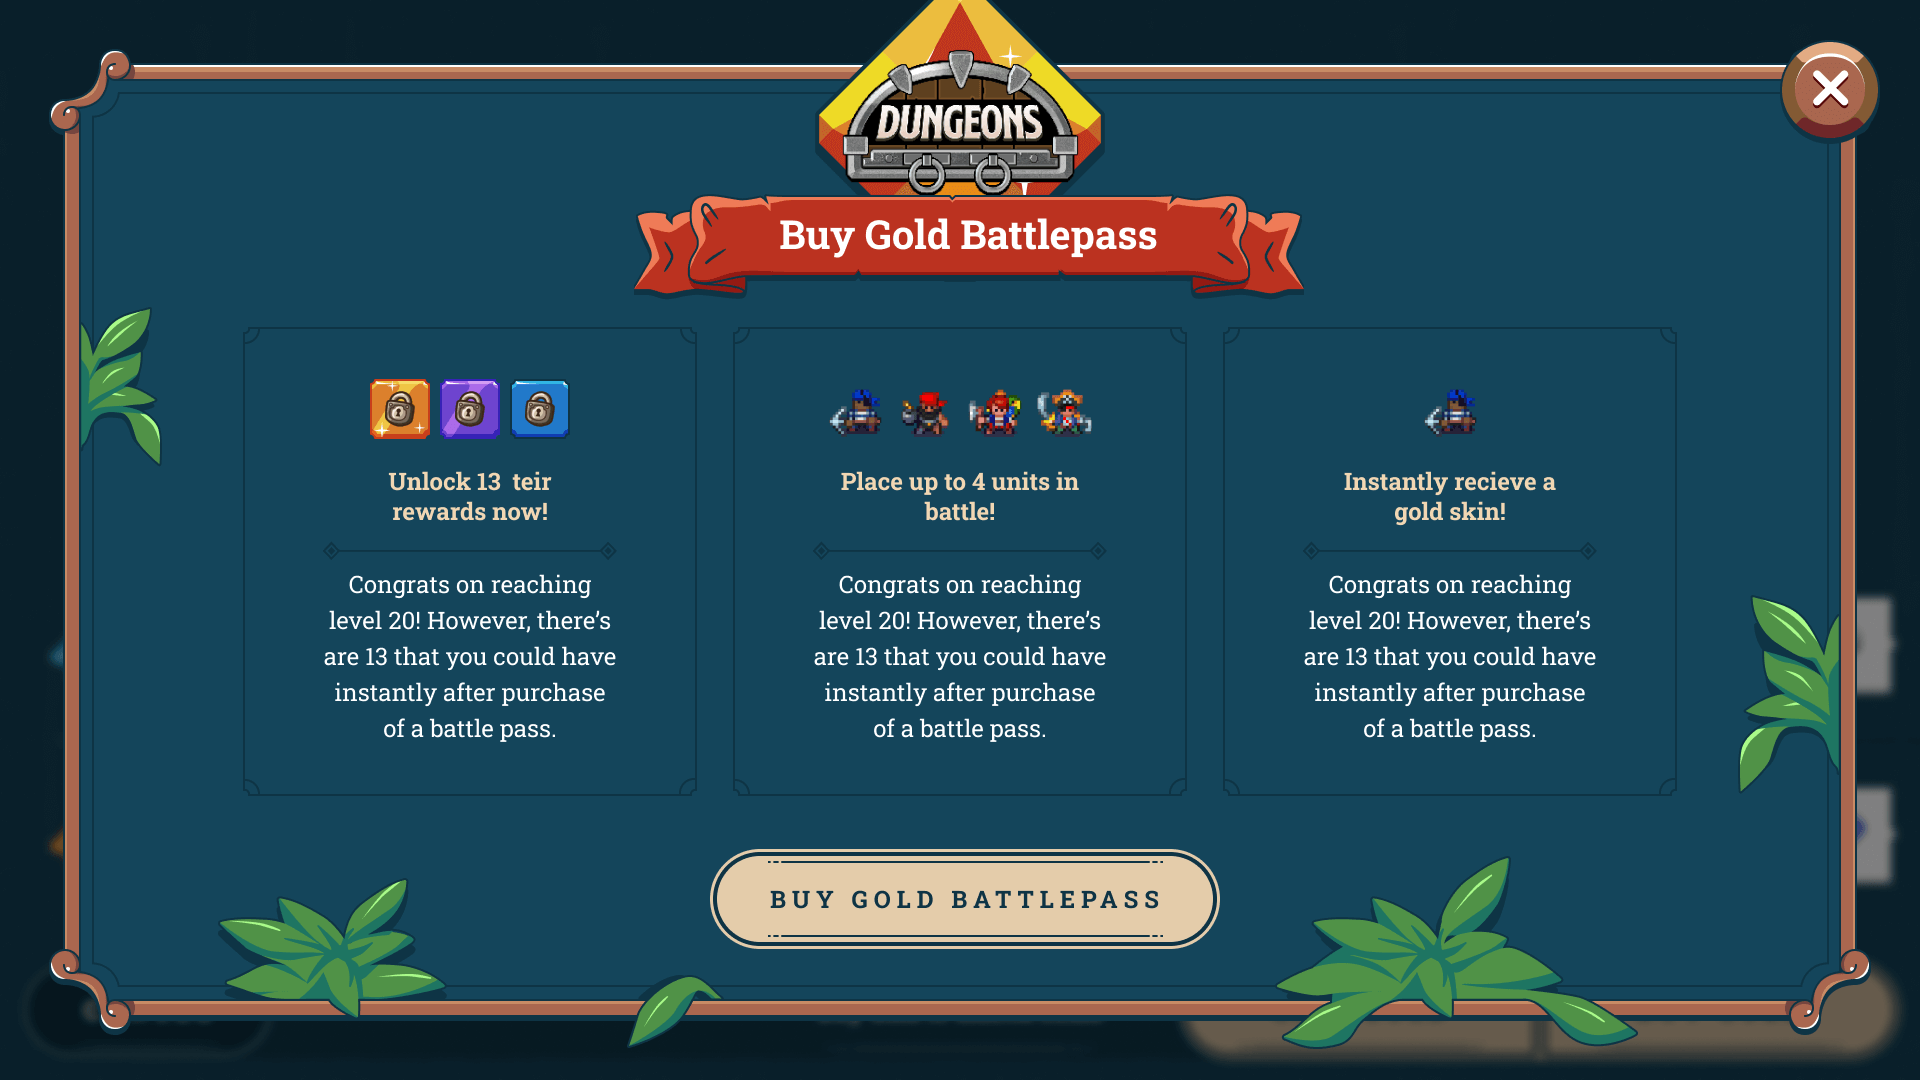 DUNGEONS
Buy Gold Battlepass
Unlock 13  teir
rewards now!
Congrats on reaching
level 20! However, there’s
are 13 that you could have
instantly after purchase
of a battle pass.
Place up to 4 units in
battle!
Congrats on reaching
level 20! However, there’s
are 13 that you could have
instantly after purchase
of a battle pass.
Instantly recieve a
gold skin!
Congrats on reaching
level 20! However, there’s
are 13 that you could have
instantly after purchase
of a battle pass.
BUY GOLD BATTLEPASS